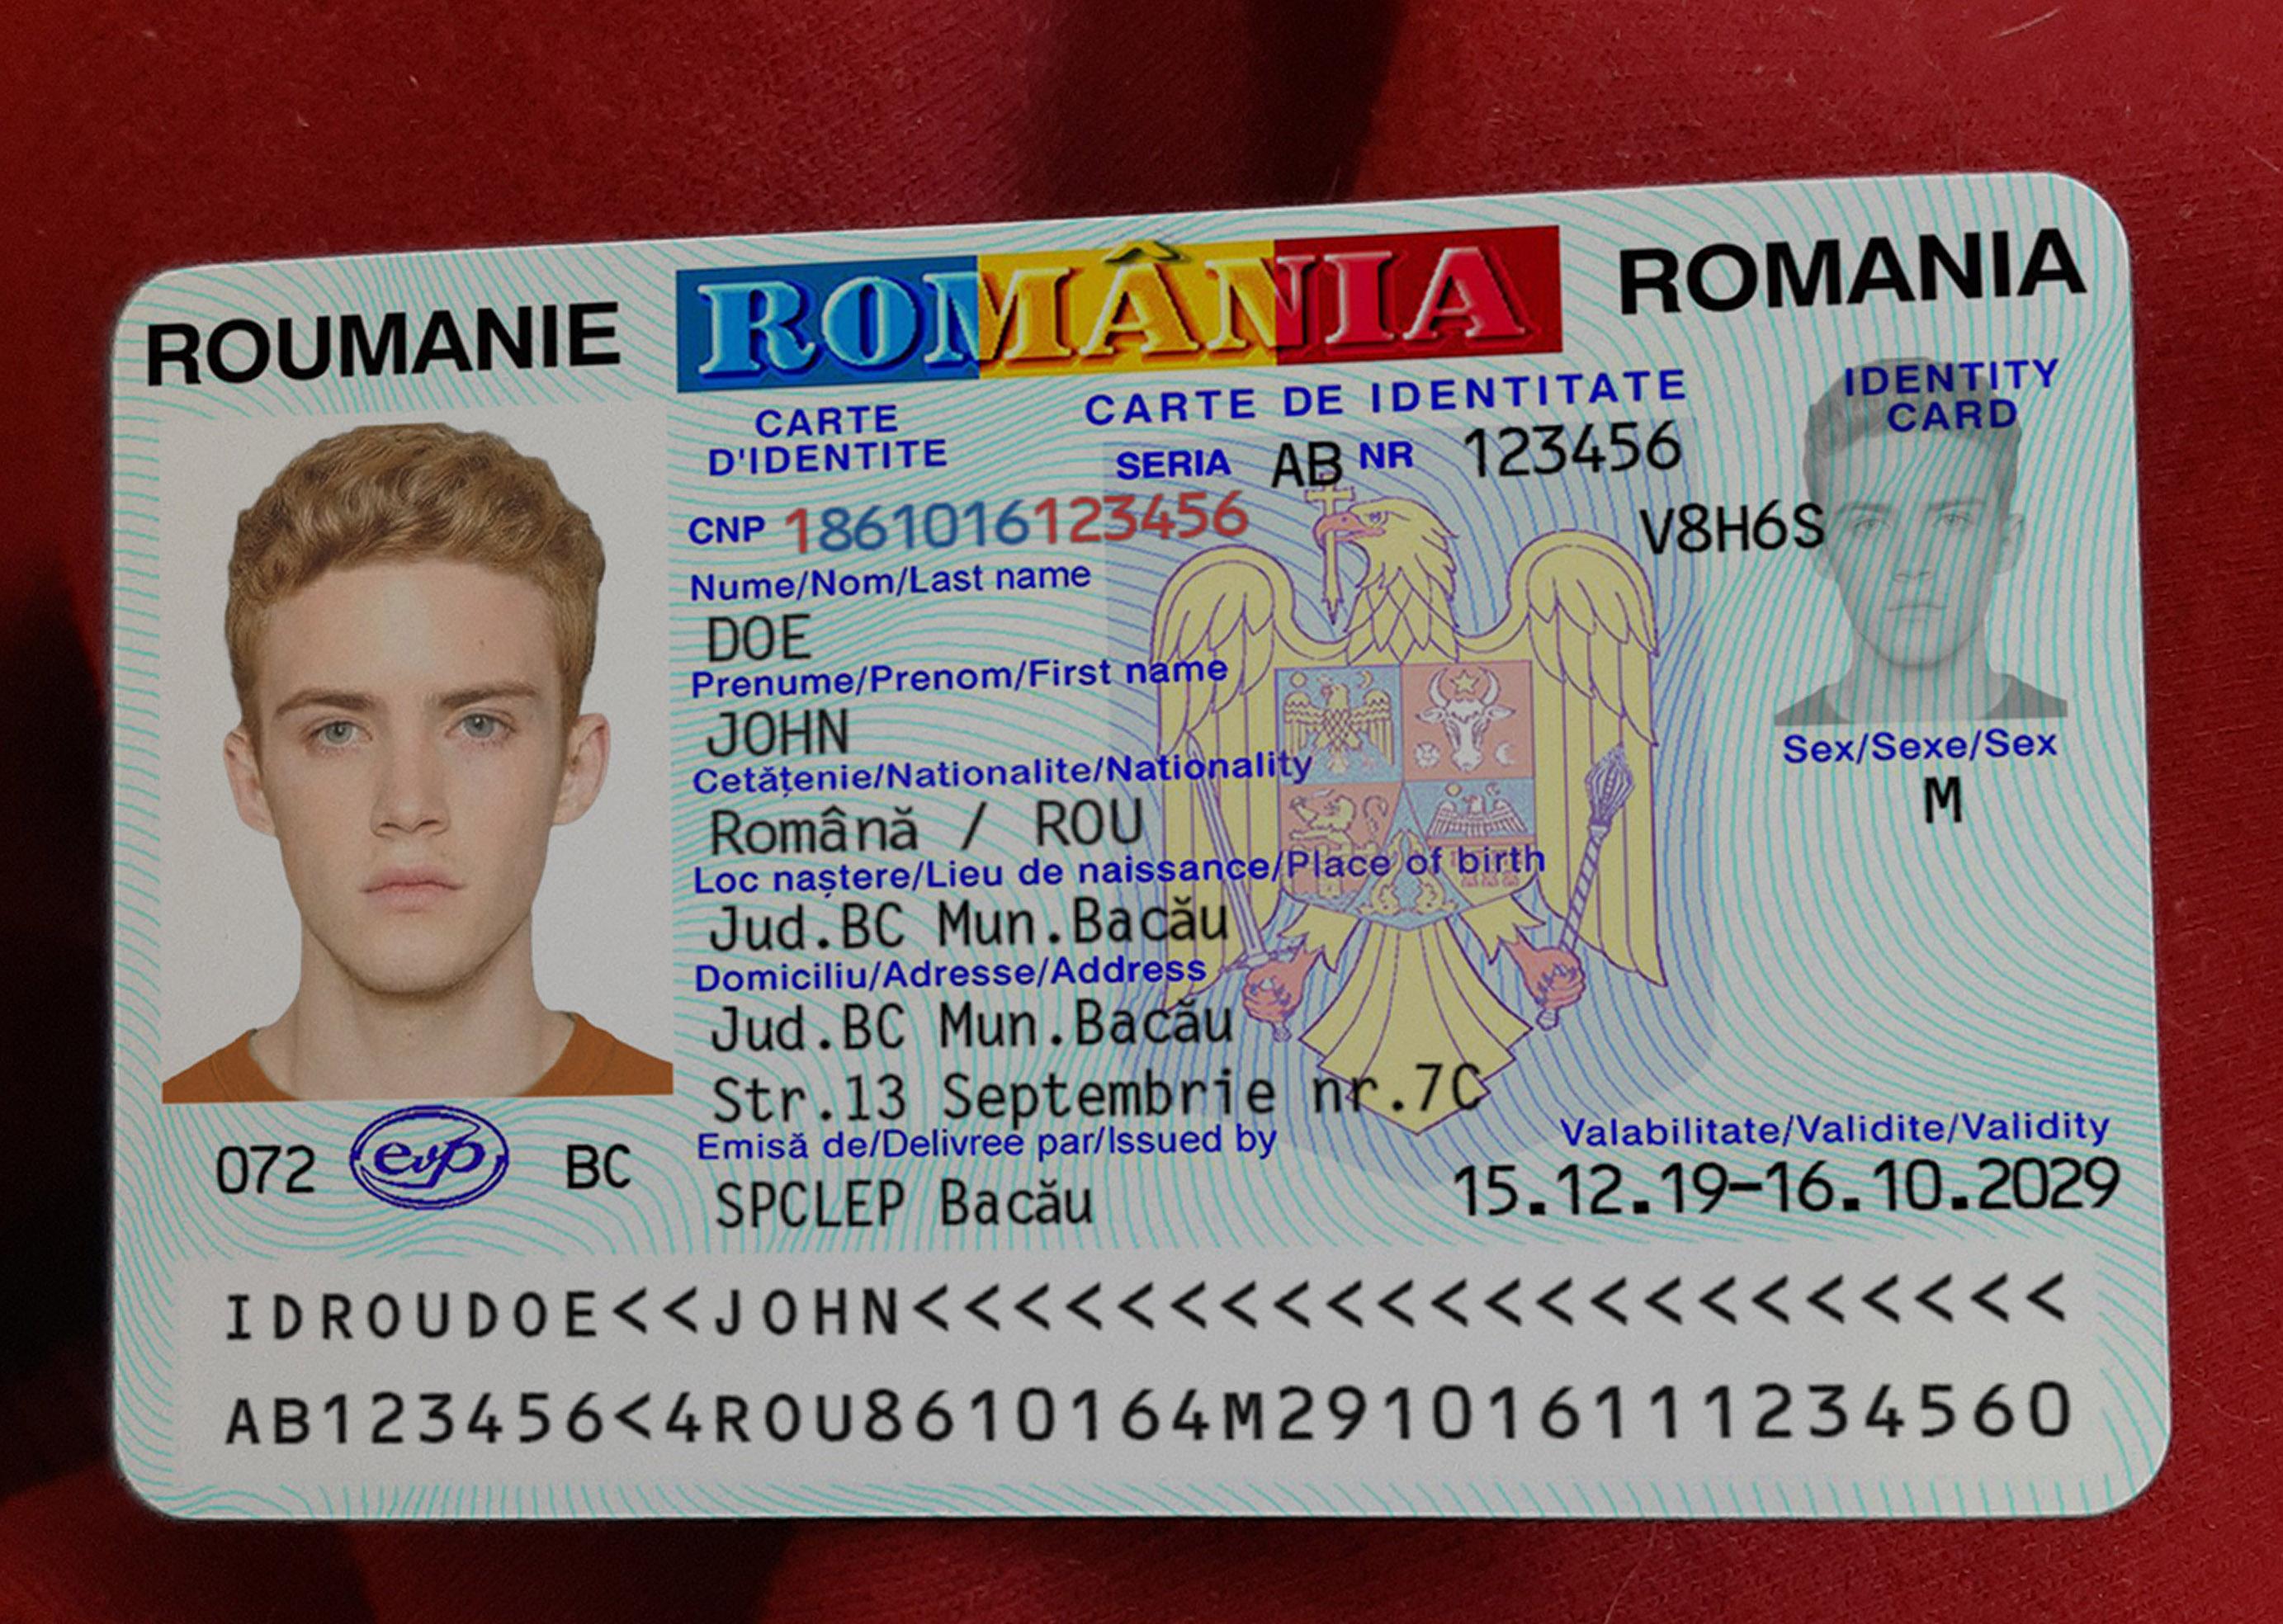 ROUMANIE ROMÂNIA ROMANIA
CARTE D'IDENTITE
CARTE DE IDENTITATE
IDENTITY CARD
SERIA AB NR 123456
CNP 1861016123456
V8H6S
Nume/Nom/Last name
DOE
Prenume/Prenom/First name
JOHN
Cetățenie/Nationalite/Nationality
Română / ROU
Sex/Sexe/Sex
M
Loc naștere/Lieu de naissance/Place of birth
Jud.BC Mun.Bacău
Domiciliu/Adresse/Address
Jud.BC Mun.Bacău
Str.13 Septembrie nr.7C
Emisă de/Delivree par/Issued by
SPCLEP Bacău
Valabilitate/Validite/Validity
15.12.19-16.10.2029
072 evp BC
IDROUDOE<<JOHN<<<<<<<<<<<<<<<<<<<<<<
AB123456<4ROU8610164M291016111234560